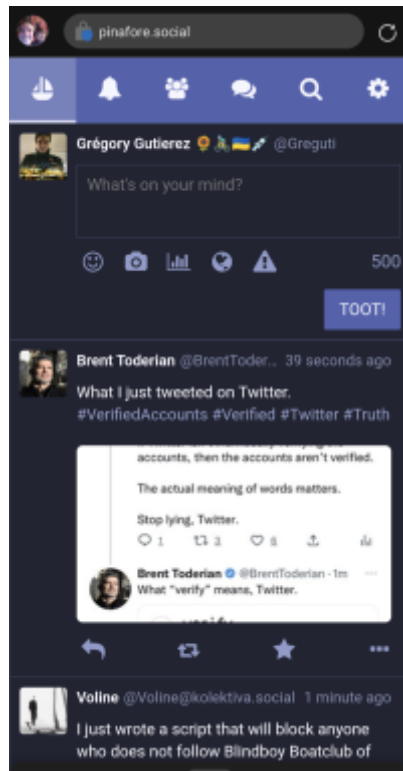 pinafore.social
Grégory Gutierez 🌻🚴🇺🇦💉 @Greguti
What's on your mind?
500
TOOT!
Brent Toderian @BrentToder.. 39 seconds ago
What I just tweeted on Twitter.
#VerifiedAccounts #Verified #Twitter #Truth
accounts, then the accounts aren't verified.
The actual meaning of words matters.
Stop lying, Twitter.
Brent Toderian @BrentToderian · 1m
What "verify" means, Twitter.
Voline @Voline@kolektiva.social 1 minute ago
I just wrote a script that will block anyone
who does not follow Blindboy Boatclub of